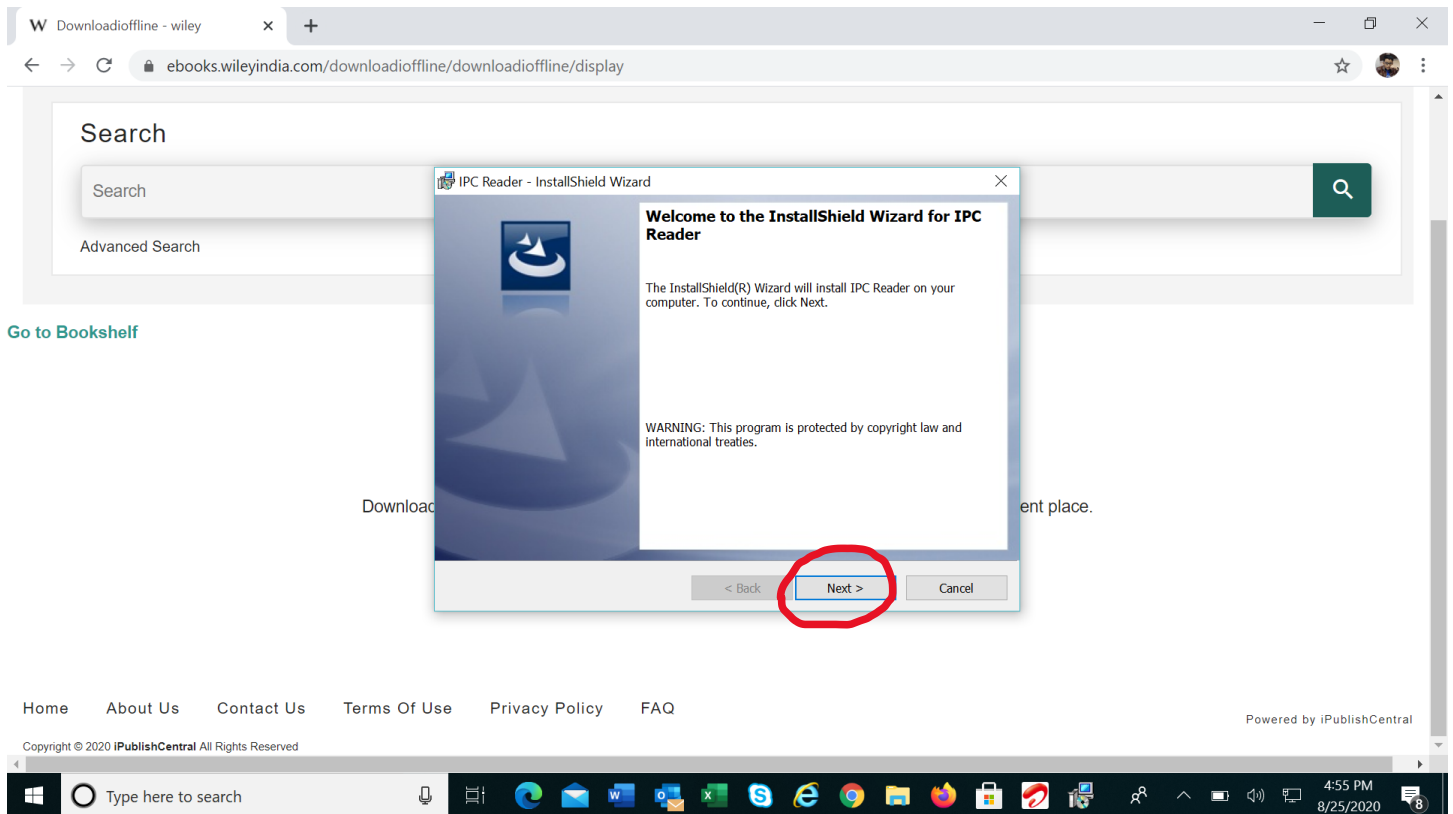 W Downloadioffline - wiley
ebooks.wileyindia.com/downloadioffline/downloadioffline/display
Search
Search
Advanced Search
Go to Bookshelf
IPC Reader - InstallShield Wizard
Welcome to the InstallShield Wizard for IPC
Reader
The InstallShield(R) Wizard will install IPC Reader on your
computer. To continue, click Next.
WARNING: This program is protected by copyright law and
international treaties.
Downloa
ent place.
< Back Next > Cancel
Home About Us Contact Us Terms Of Use Privacy Policy FAQ
Powered by iPublishCentral
Copyright © 2020 iPublishCentral All Rights Reserved
Type here to search
4:55 PM
8/25/2020
8